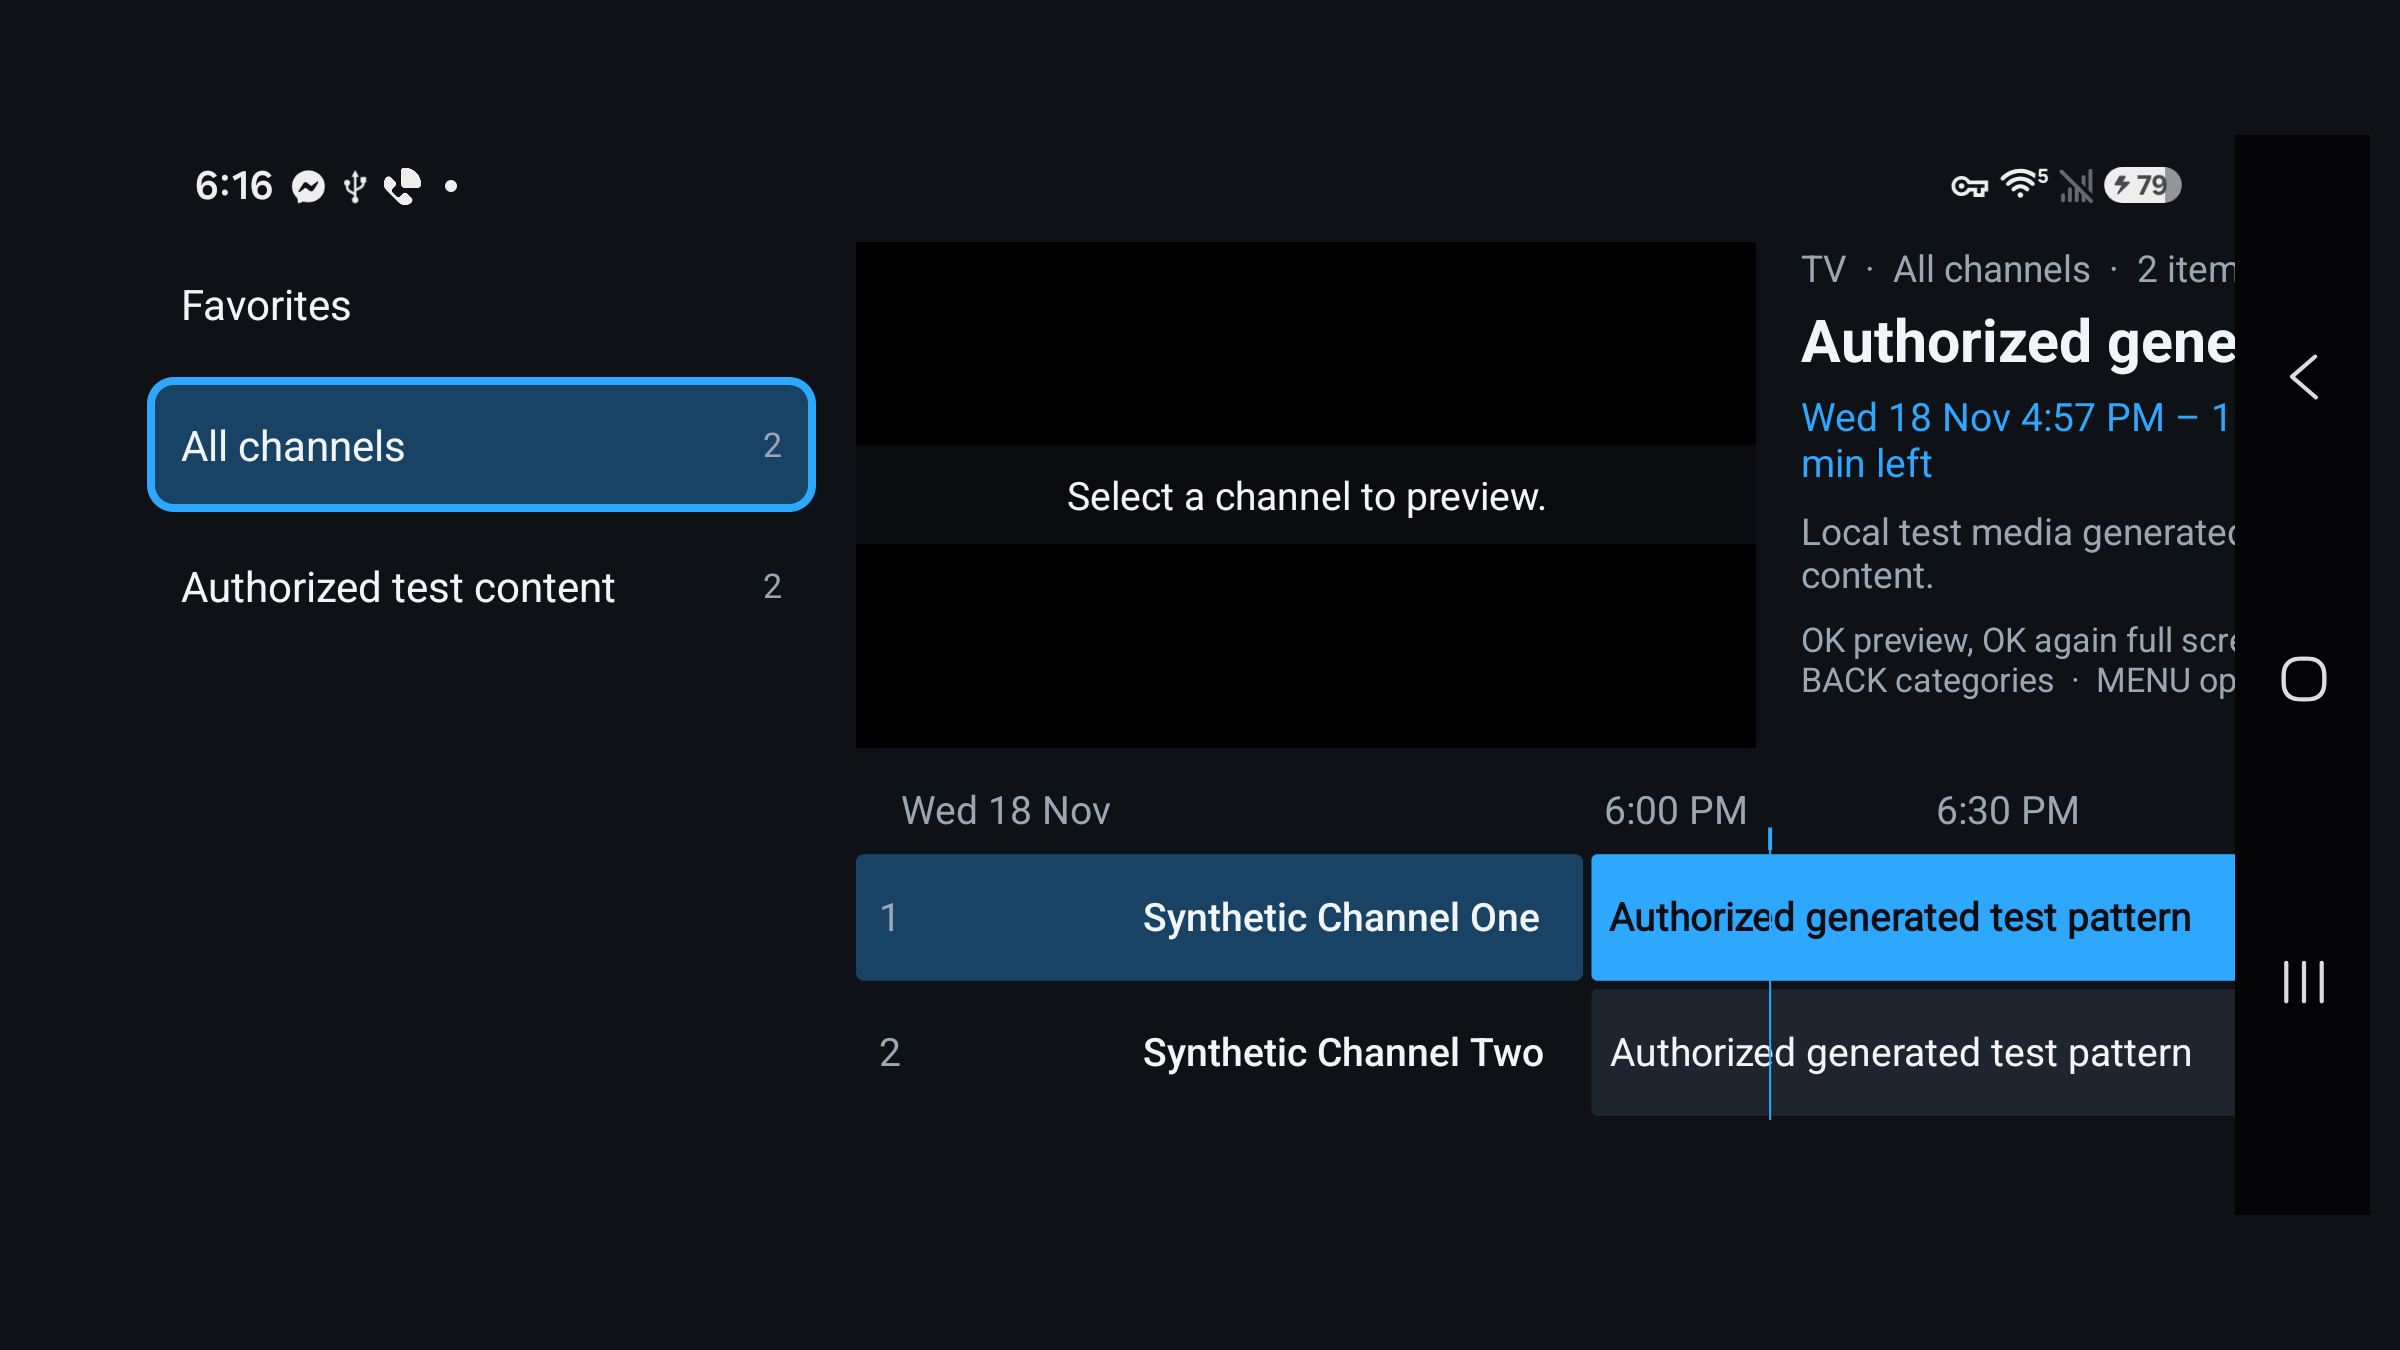 6:16
5
79
Favorites
All channels 2
Authorized test content 2
Select a channel to preview.
TV · All channels · 2 item
Authorized gene
Wed 18 Nov 4:57 PM – 1
min left
Local test media generated
content.
OK preview, OK again full scre
BACK categories · MENU op
Wed 18 Nov 6:00 PM 6:30 PM
1 Synthetic Channel One Authorized generated test pattern
2 Synthetic Channel Two Authorized generated test pattern